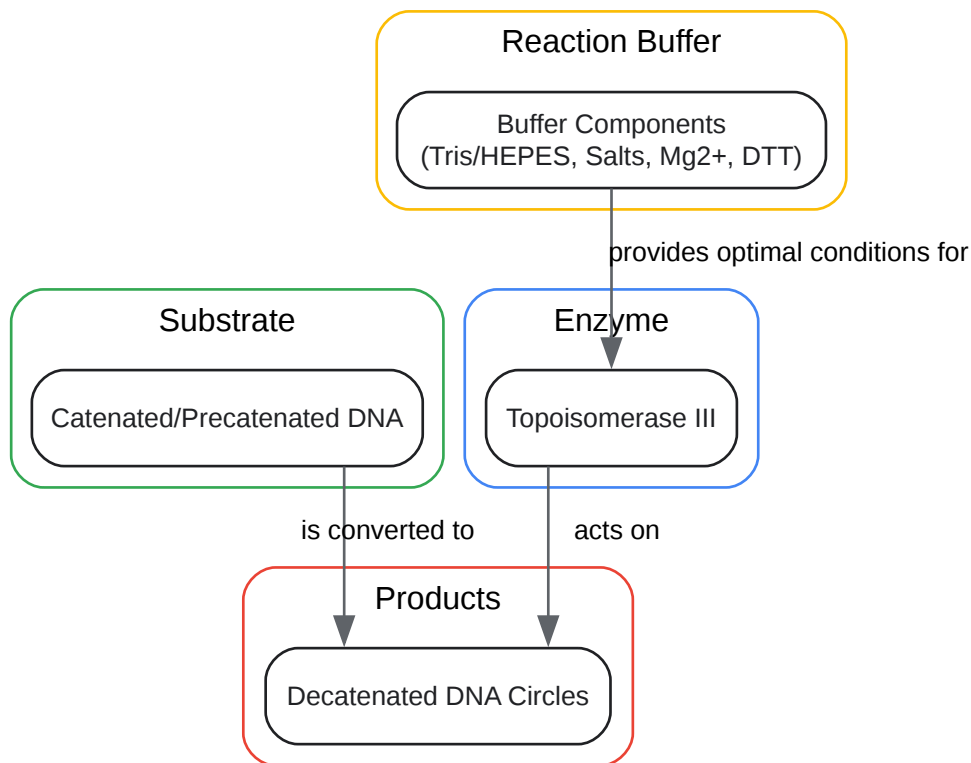 Reaction Buffer
Buffer Components
(Tris/HEPES, Salts, Mg2+, DTT)
provides optimal conditions for
Substrate
Enzyme
Catenated/Precatenated DNA
Topoisomerase III
is converted to
acts on
Products
Decatenated DNA Circles